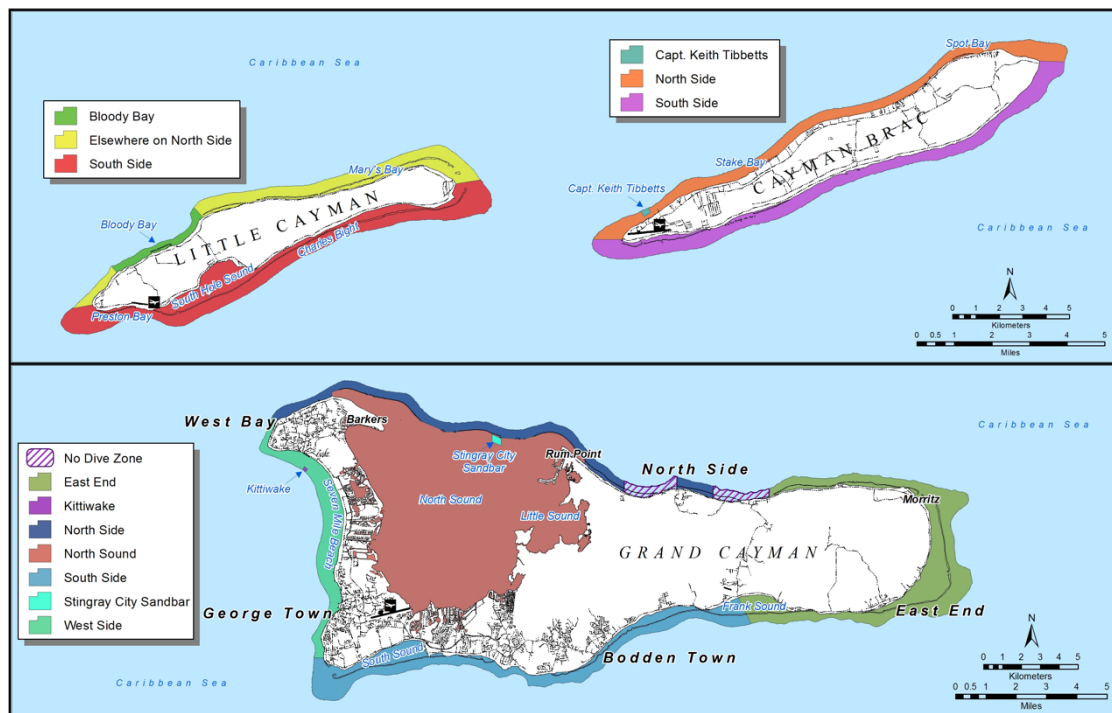 Caribbean Sea
Bloody Bay
Elsewhere on North Side
South Side
Mary's Bay
Bloody Bay
LITTLE CAYMAN
Charles Bight
South Hole Sound
Preston Bay
Capt. Keith Tibbetts
North Side
South Side
Spot Bay
CAYMAN BRAC
Stake Bay
Capt. Keith Tibbetts
Caribbean Sea
N
0 1 2 3 4 5
Kilometers
0 0.5 1 2 3 4 5
Miles
West Bay
Barkers
Caribbean Sea
No Dive Zone
East End
Kittiwake
North Side
North Sound
South Side
Stingray City Sandbar
West Side
Stingray City
Sandbar
Rum Point
North Side
Kittiwake
Seven Mile Beach
North Sound
Little Sound
Morritz
GRAND CAYMAN
George Town
Frank Sound
East End
South Sound
Bodden Town
Caribbean Sea
N
0 1 2 3 4 5
Kilometers
0 0.5 1 2 3 4 5
Miles